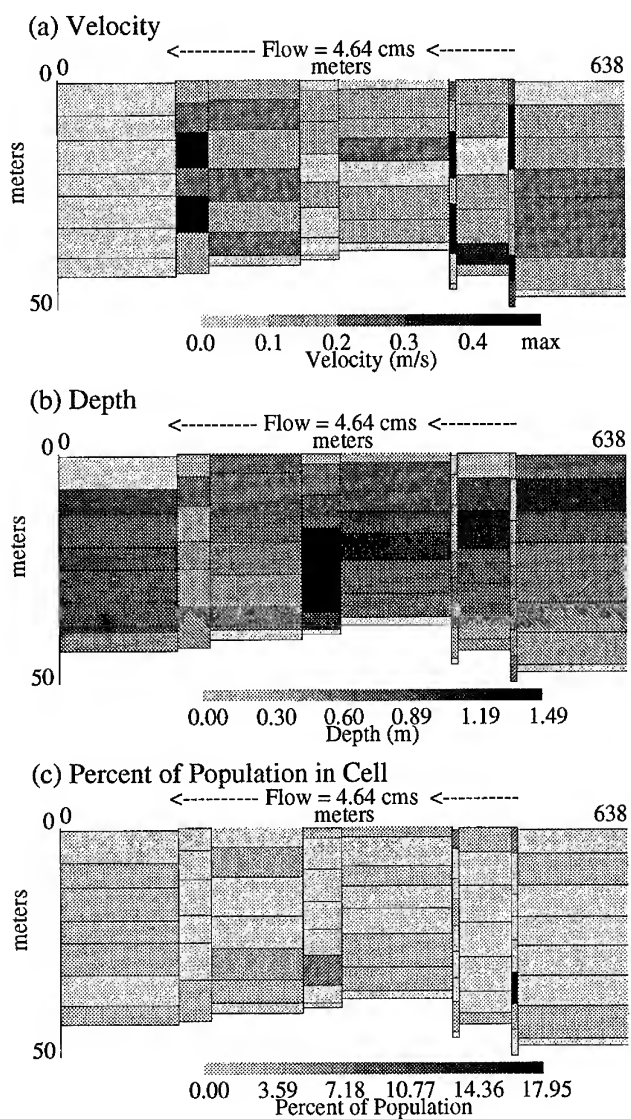 (a) Velocity
<-------- Flow = 4.64 cms <--------
meters
0 0 638
meters
50
0.0 0.1 0.2 0.3 0.4 max
Velocity (m/s)
(b) Depth
<-------- Flow = 4.64 cms <--------
meters
0 0 638
meters
50
0.00 0.30 0.60 0.89 1.19 1.49
Depth (m)
(c) Percent of Population in Cell
<-------- Flow = 4.64 cms <--------
meters
0 0 638
meters
50
0.00 3.59 7.18 10.77 14.36 17.95
Percent of Population